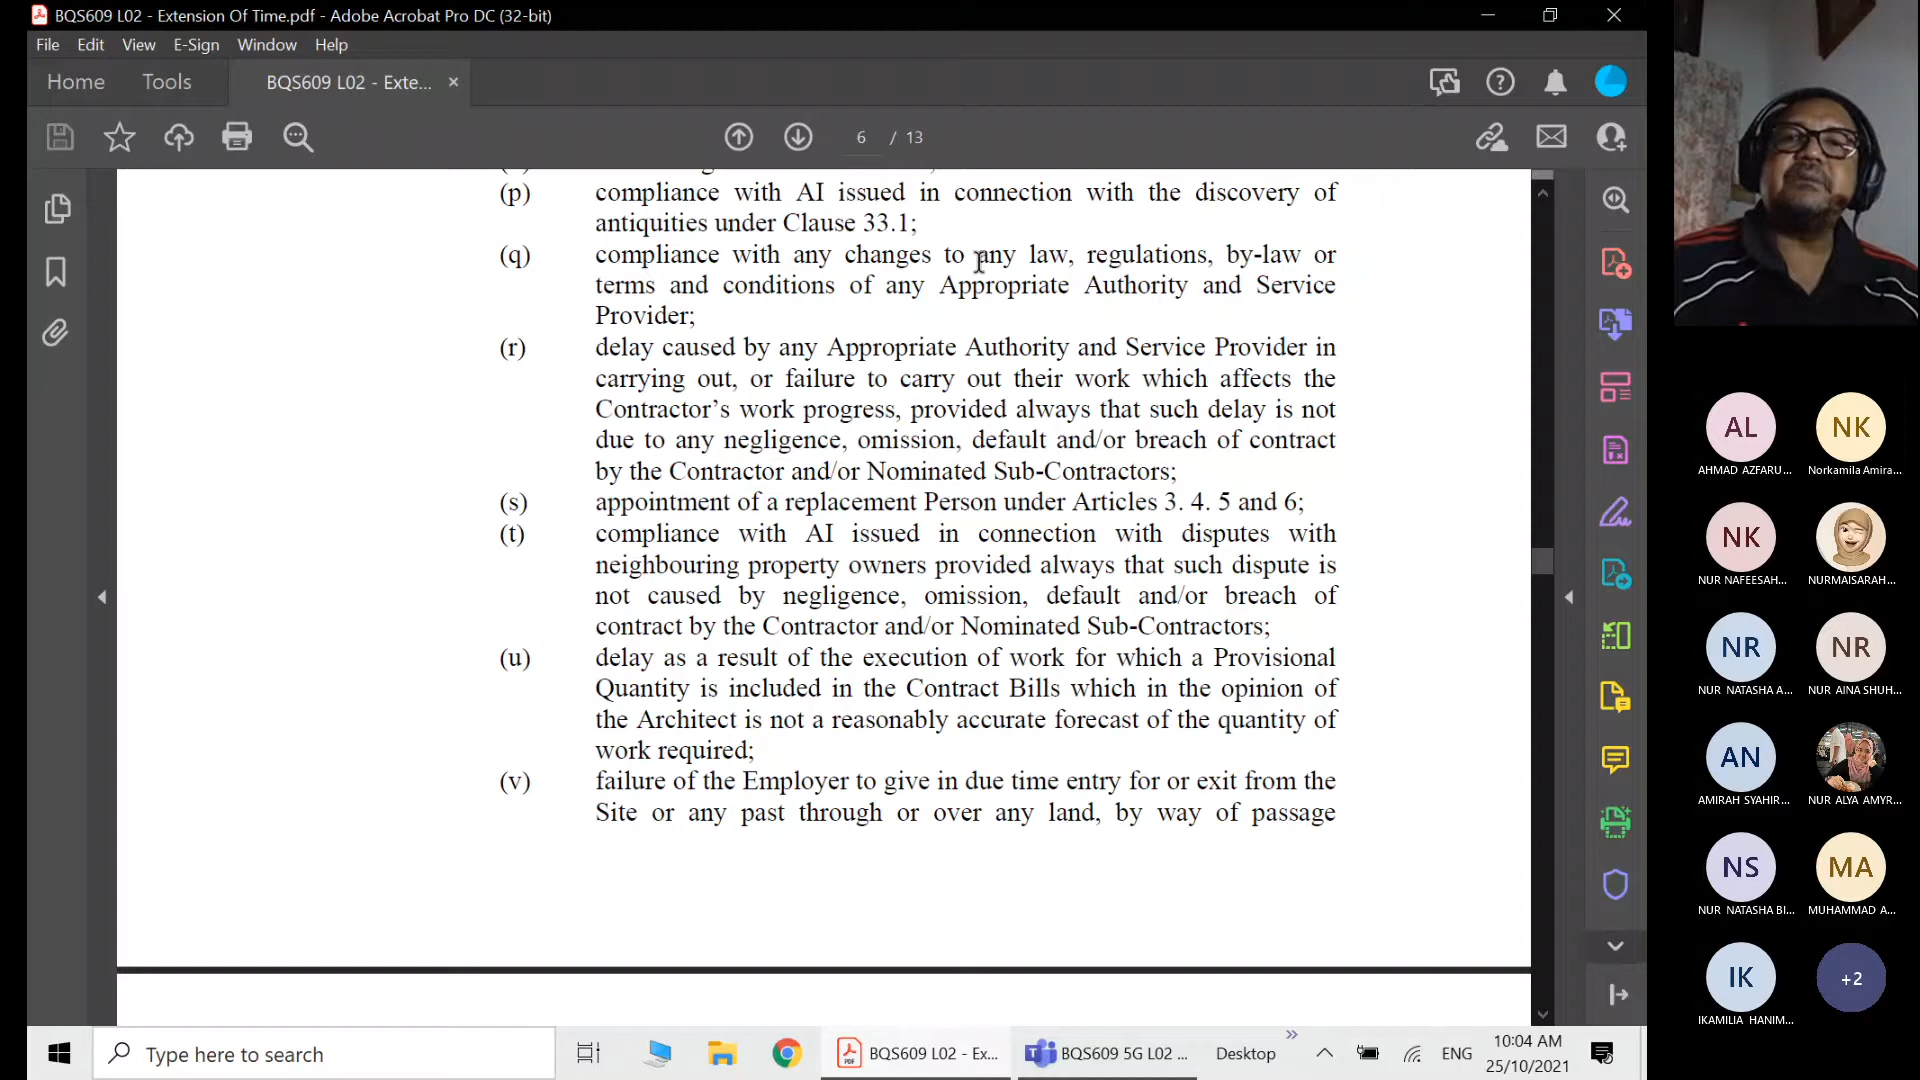 BQS609 L02 - Extension Of Time.pdf - Adobe Acrobat Pro DC (32-bit)
File Edit View E-Sign Window Help
Home Tools BQS609 L02 - Exte... ×
6 / 13
(p) compliance with AI issued in connection with the discovery of
antiquities under Clause 33.1;
(q) compliance with any changes to any law, regulations, by-law or
terms and conditions of any Appropriate Authority and Service
Provider;
(r) delay caused by any Appropriate Authority and Service Provider in
carrying out, or failure to carry out their work which affects the
Contractor's work progress, provided always that such delay is not
due to any negligence, omission, default and/or breach of contract
by the Contractor and/or Nominated Sub-Contractors;
(s) appointment of a replacement Person under Articles 3. 4. 5 and 6;
(t) compliance with AI issued in connection with disputes with
neighbouring property owners provided always that such dispute is
not caused by negligence, omission, default and/or breach of
contract by the Contractor and/or Nominated Sub-Contractors;
(u) delay as a result of the execution of work for which a Provisional
Quantity is included in the Contract Bills which in the opinion of
the Architect is not a reasonably accurate forecast of the quantity of
work required;
(v) failure of the Employer to give in due time entry for or exit from the
Site or any past through or over any land, by way of passage
AL NK
AHMAD AZFARU... Norkamila Amira...
NK
NUR NAFEESAH... NURMAISARAH...
NR NR
NUR NATASHA A... NUR AINA SHUH...
AN
AMIRAH SYAHIR... NUR ALYA AMYR...
NS MA
NUR NATASHA BI... MUHAMMAD A...
IK +2
IKAMILIA HANIM...
Type here to search BQS609 L02 - Ex... BQS609 5G L02 ... Desktop ENG 10:04 AM
25/10/2021